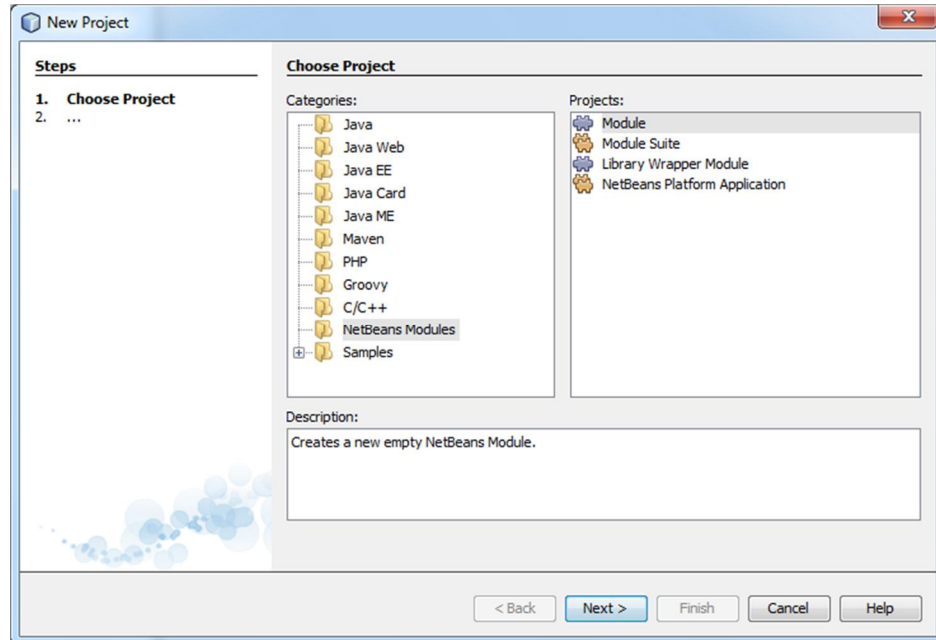 New Project
Steps
1. Choose Project
2. ...
Choose Project
Categories:
Java
Java Web
Java EE
Java Card
Java ME
Maven
PHP
Groovy
C/C++
NetBeans Modules
Samples
Projects:
Module
Module Suite
Library Wrapper Module
NetBeans Platform Application
Description:
Creates a new empty NetBeans Module.
< Back Next > Finish Cancel Help